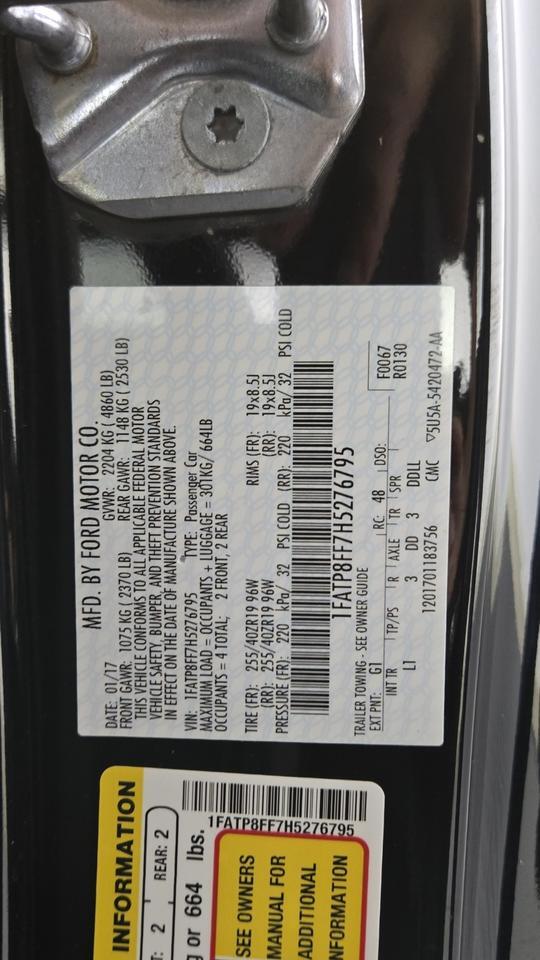 MFD. BY FORD MOTOR CO.
DATE: 01/17 GVWR: 2204 KG ( 4860 LB)
FRONT GAWR: 1075 KG ( 2370 LB) REAR GAWR: 1148 KG ( 2530 LB)
THIS VEHICLE CONFORMS TO ALL APPLICABLE FEDERAL MOTOR
VEHICLE SAFETY, BUMPER, AND THEFT PREVENTION STANDARDS
IN EFFECT ON THE DATE OF MANUFACTURE SHOWN ABOVE.
VIN: 1FATP8FF7H5276795 TYPE: Passenger Car
MAXIMUM LOAD = OCCUPANTS + LUGGAGE = 301KG/ 664LB
OCCUPANTS = 4 TOTAL; 2 FRONT, 2 REAR
TIRE (FR): 255/40ZR19 96W RIMS (FR): 19x8.5J
(RR): 255/40ZR19 96W (RR): 19x8.5J
PRESSURE (FR): 220 kPa/ 32 PSI COLD (RR): 220 kPa/ 32 PSI COLD
1FATP8FF7H5276795
TRAILER TOWING - SEE OWNER GUIDE
EXT PNT: G1 RC: 48 DSO: F0067
R0130
INT TR TP/PS R AXLE TR SPR
L1 3 DD 3 DDLL
1201701183756 CMC ▽5U5A-5420472-AA
INFORMATION
T: 2 REAR: 2
g or 664 lbs.
1FATP8FF7H5276795
SEE OWNERS
MANUAL FOR
ADDITIONAL
INFORMATION